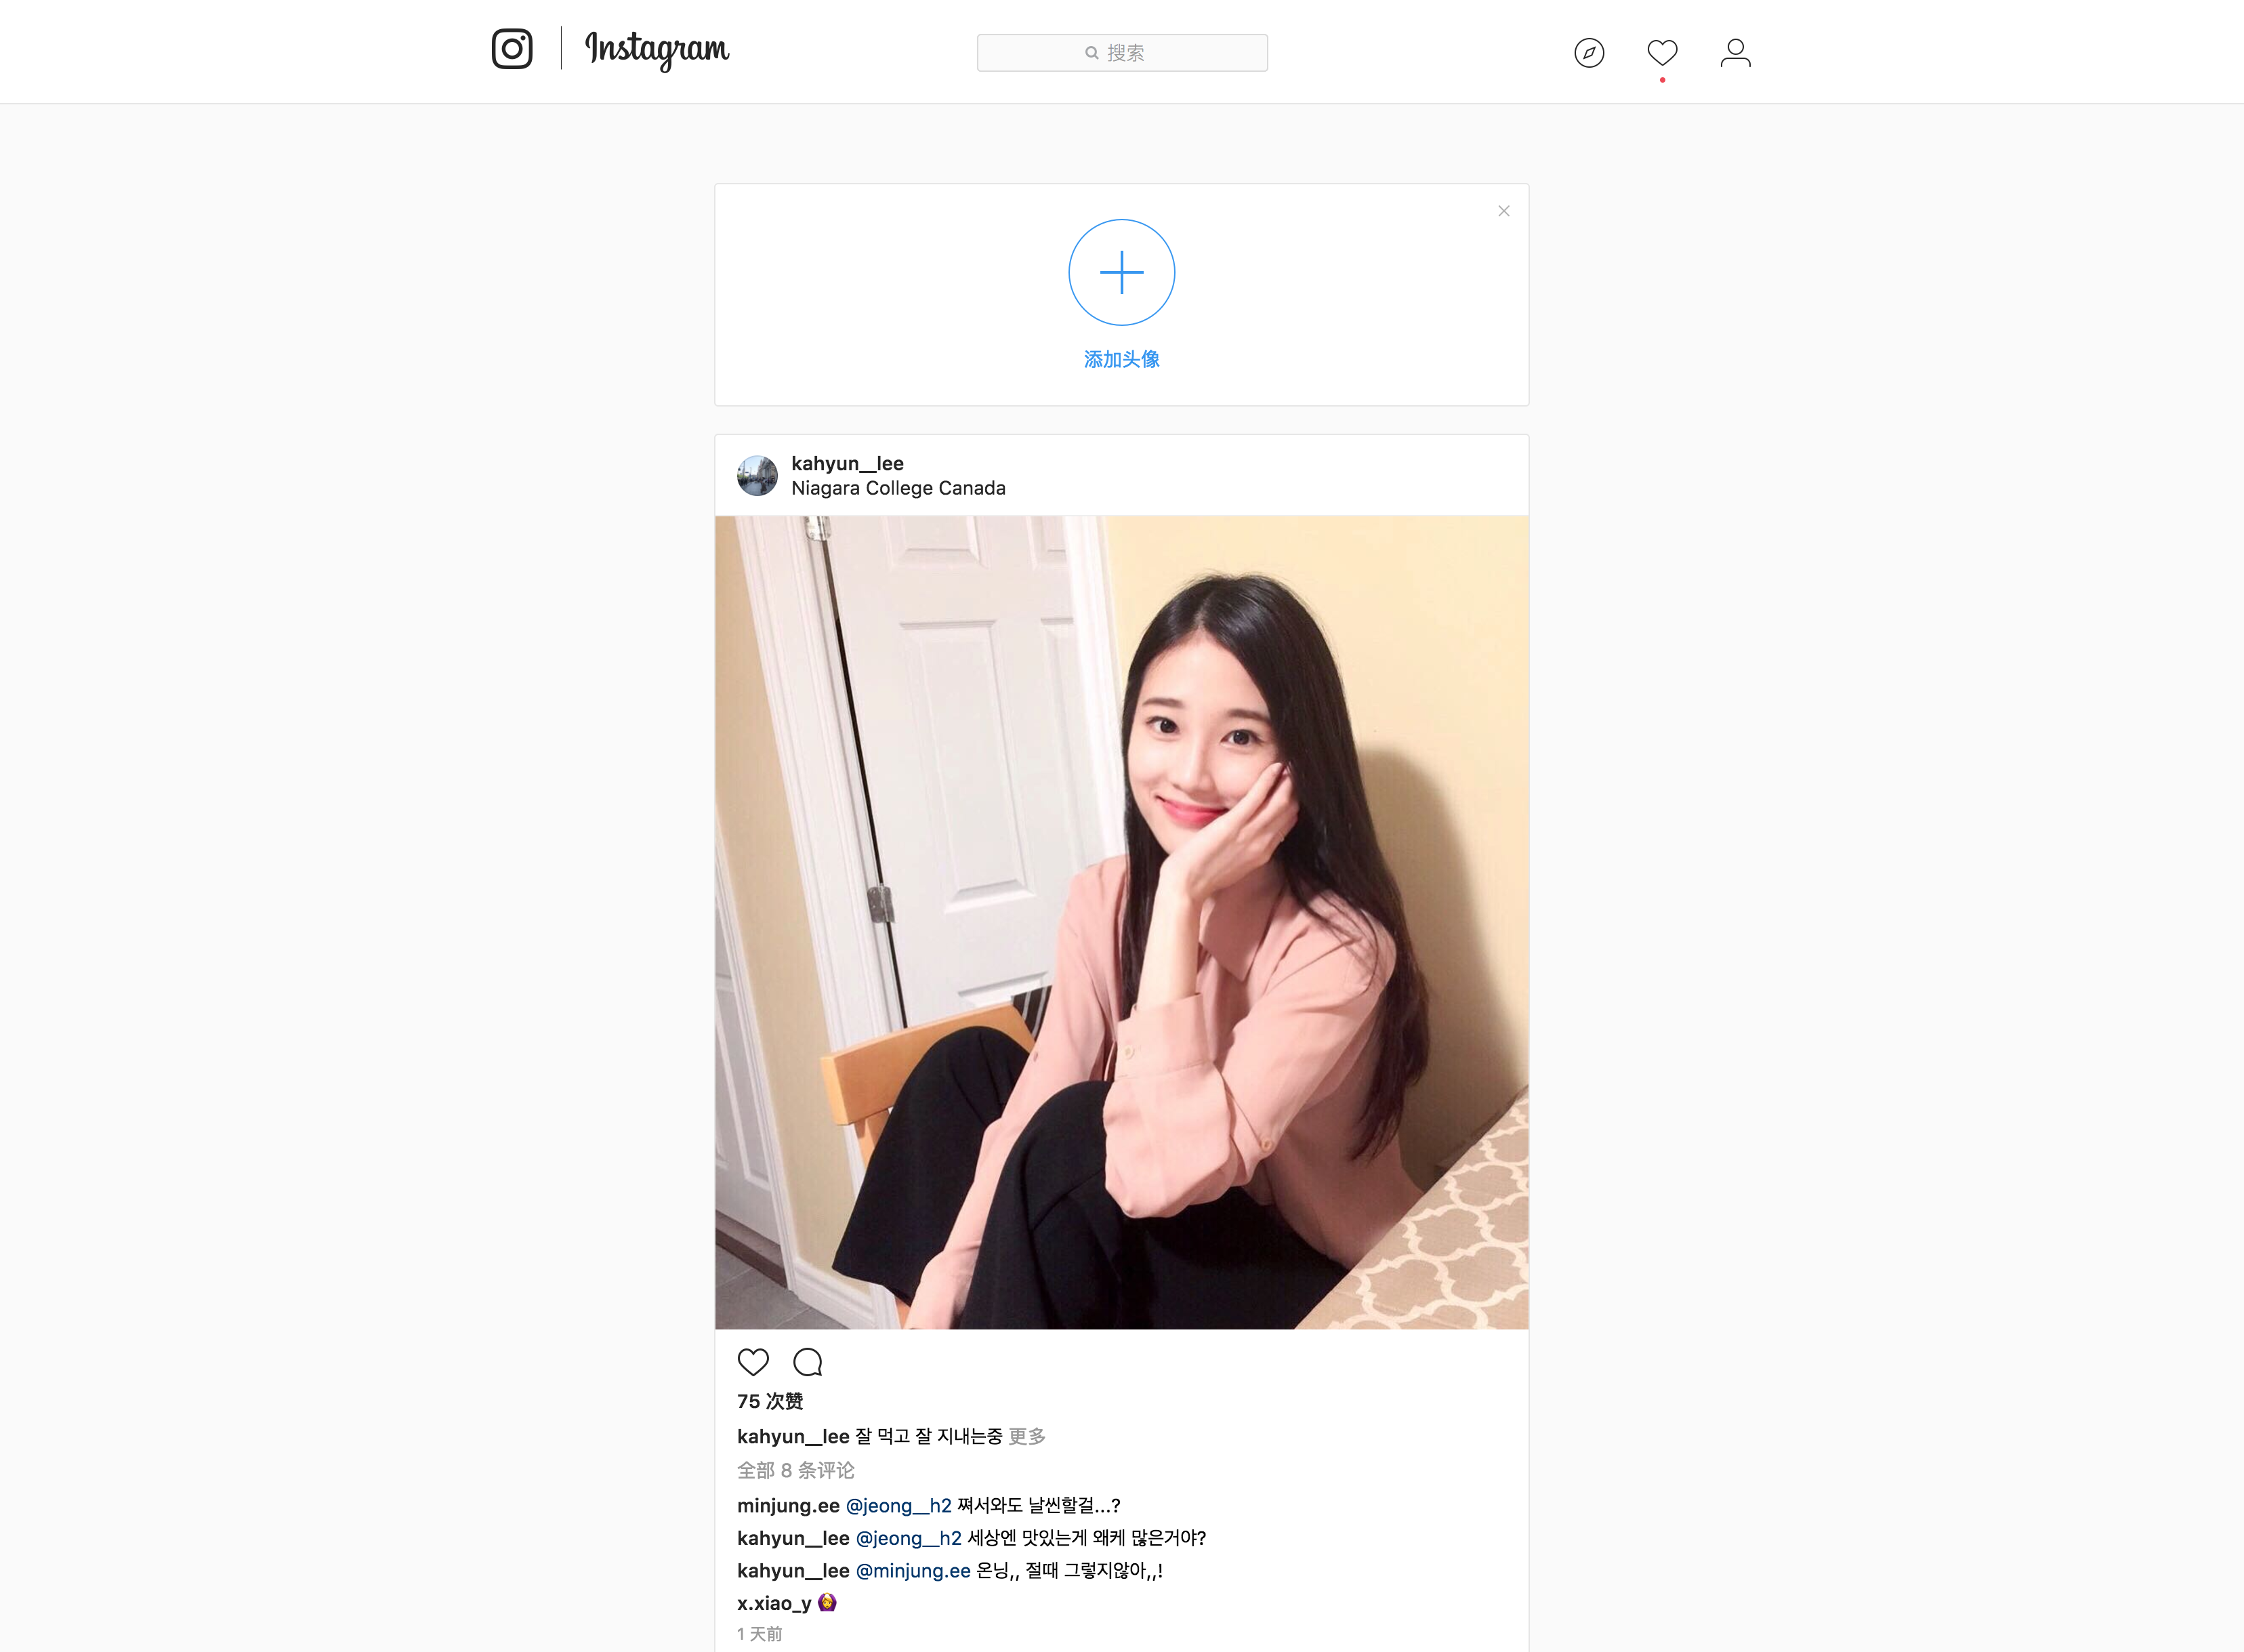 Instagram
搜索
添加头像
kahyun__lee
Niagara College Canada
75 次赞
kahyun__lee 잘 먹고 잘 지내는중 更多
全部 8 条评论
minjung.ee @jeong__h2 쪄서와도 날씬할걸...?
kahyun__lee @jeong__h2 세상엔 맛있는게 왜케 많은거야?
kahyun__lee @minjung.ee 온닝,, 절때 그렇지않아,,!
x.xiao_y 🙆
1 天前